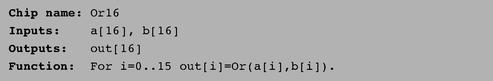 Chip name: Or16
Inputs: a[16], b[16]
Outputs: out[16]
Function: For i=0..15 out[i]=Or(a[i],b[i]).